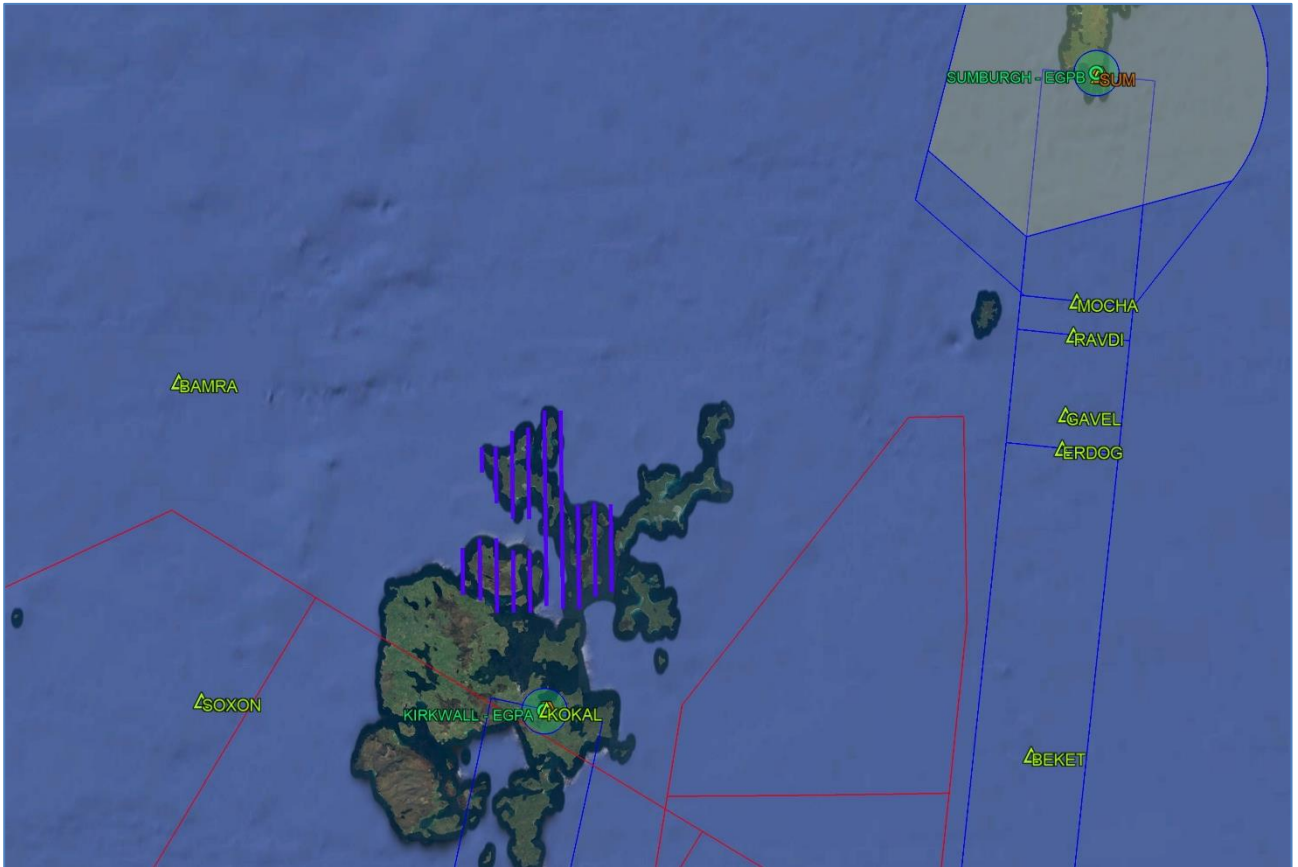 SUMBURGH - EGPB
SUM
MOCHA
RAVDI
BAMRA
GAVEL
ERDOG
SOXON
KIRKWALL - EGPA
KOKAL
BEKET